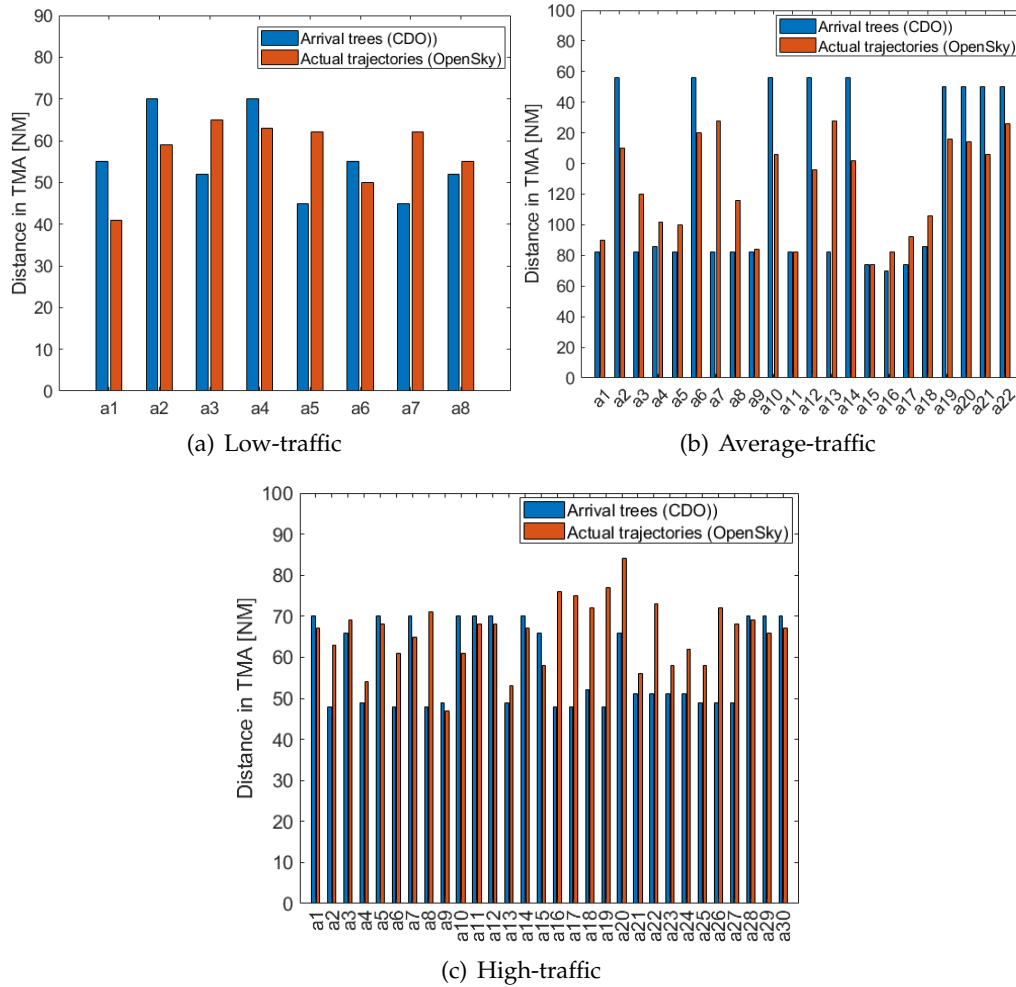 90
80
70
60
50
40
30
20
10
0
Distance in TMA [NM]
Arrival trees (CDO))
Actual trajectories (OpenSky)
a1 a2 a3 a4 a5 a6 a7 a8
(a) Low-traffic
100
80
60
20
0
120
100
80
60
40
20
0
Distance in TMA [NM]
Arrival trees (CDO))
Actual trajectories (OpenSky)
a1 a2 a3 a4 a5 a6 a7 a8 a9 a10 a11 a12 a13 a14 a15 a16 a17 a18 a19 a20 a21 a22
(b) Average-traffic
100
90
80
70
60
50
40
30
20
10
0
Distance in TMA [NM]
Arrival trees (CDO))
Actual trajectories (OpenSky)
a1 a2 a3 a4 a5 a6 a7 a8 a9 a10 a11 a12 a13 a14 a15 a16 a17 a18 a19 a20 a21 a22 a23 a24 a25 a26 a27 a28 a29 a30
(c) High-traffic